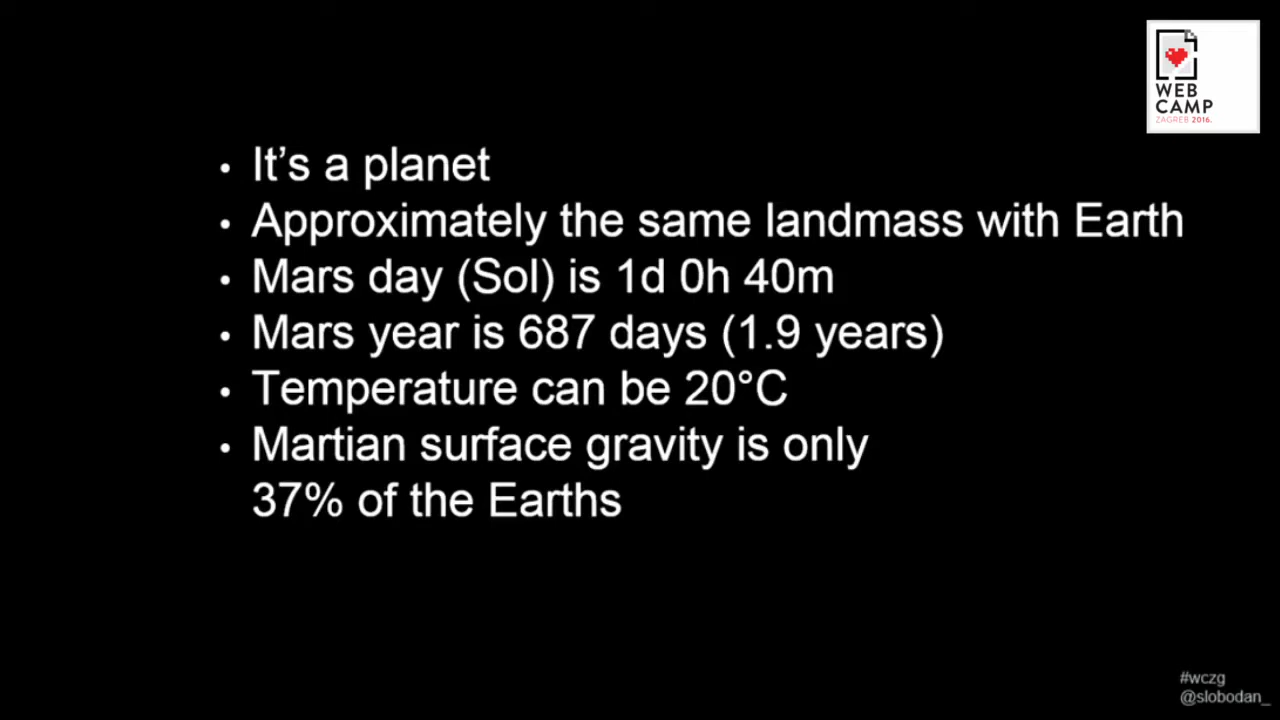 WEB
CAMP
ZAGREB 2016.
• It’s a planet
• Approximately the same landmass with Earth
• Mars day (Sol) is 1d 0h 40m
• Mars year is 687 days (1.9 years)
• Temperature can be 20°C
• Martian surface gravity is only
37% of the Earths
#wczg
@slobodan_